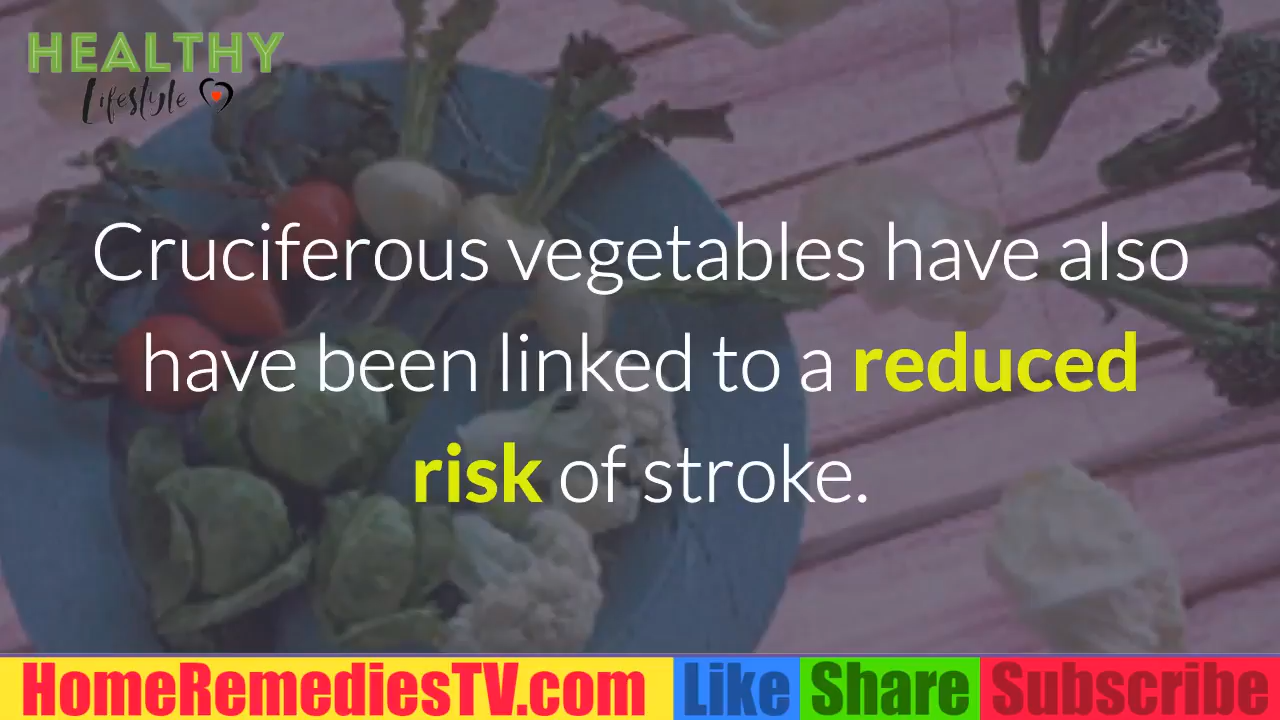 HEALTHY
Lifestyle
Cruciferous vegetables have also
have been linked to a reduced
risk of stroke.
HomeRemediesTV.com Like Share Subscribe